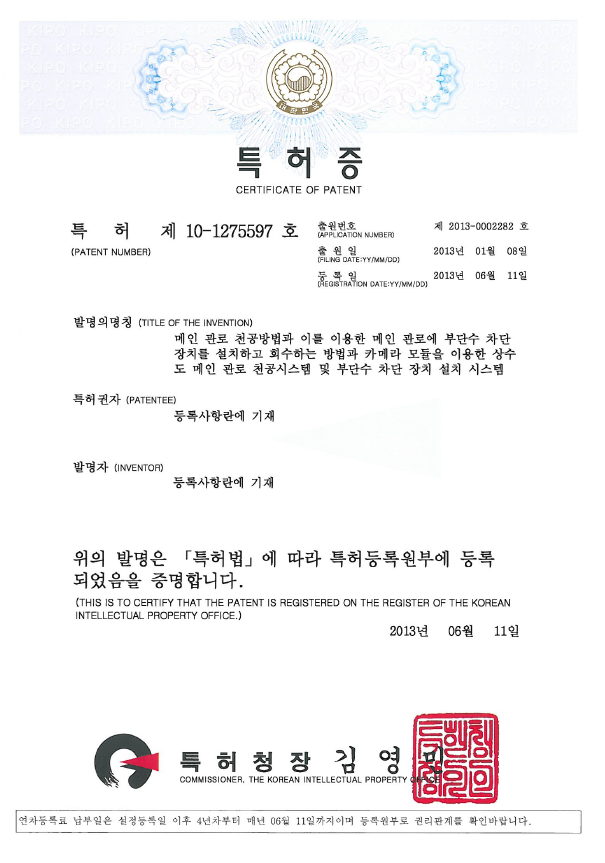 특 허 증
CERTIFICATE OF PATENT
특 허 제 10-1275597 호
(PATENT NUMBER)
출원번호 제 2013-0002282 호
(APPLICATION NUMBER)
출 원 일 2013년 01월 08일
(FILING DATE:YY/MM/DD)
등 록 일 2013년 06월 11일
(REGISTRATION DATE:YY/MM/DD)
발명의명칭 (TITLE OF THE INVENTION)
메인 관로 천공방법과 이를 이용한 메인 관로에 부단수 차단
장치를 설치하고 회수하는 방법과 카메라 모듈을 이용한 상수
도 메인 관로 천공시스템 및 부단수 차단 장치 설치 시스템
특허권자 (PATENTEE)
등록사항란에 기재
발명자 (INVENTOR)
등록사항란에 기재
위의 발명은 「특허법」에 따라 특허등록원부에 등록
되었음을 증명합니다.
(THIS IS TO CERTIFY THAT THE PATENT IS REGISTERED ON THE REGISTER OF THE KOREAN
INTELLECTUAL PROPERTY OFFICE.)
2013년 06월 11일
특허청장 김영민
COMMISSIONER, THE KOREAN INTELLECTUAL PROPERTY OFFICE
연차등록료 납부일은 설정등록일 이후 4년차부터 매년 06월 11일까지이며 등록원부로 권리관계를 확인바랍니다.